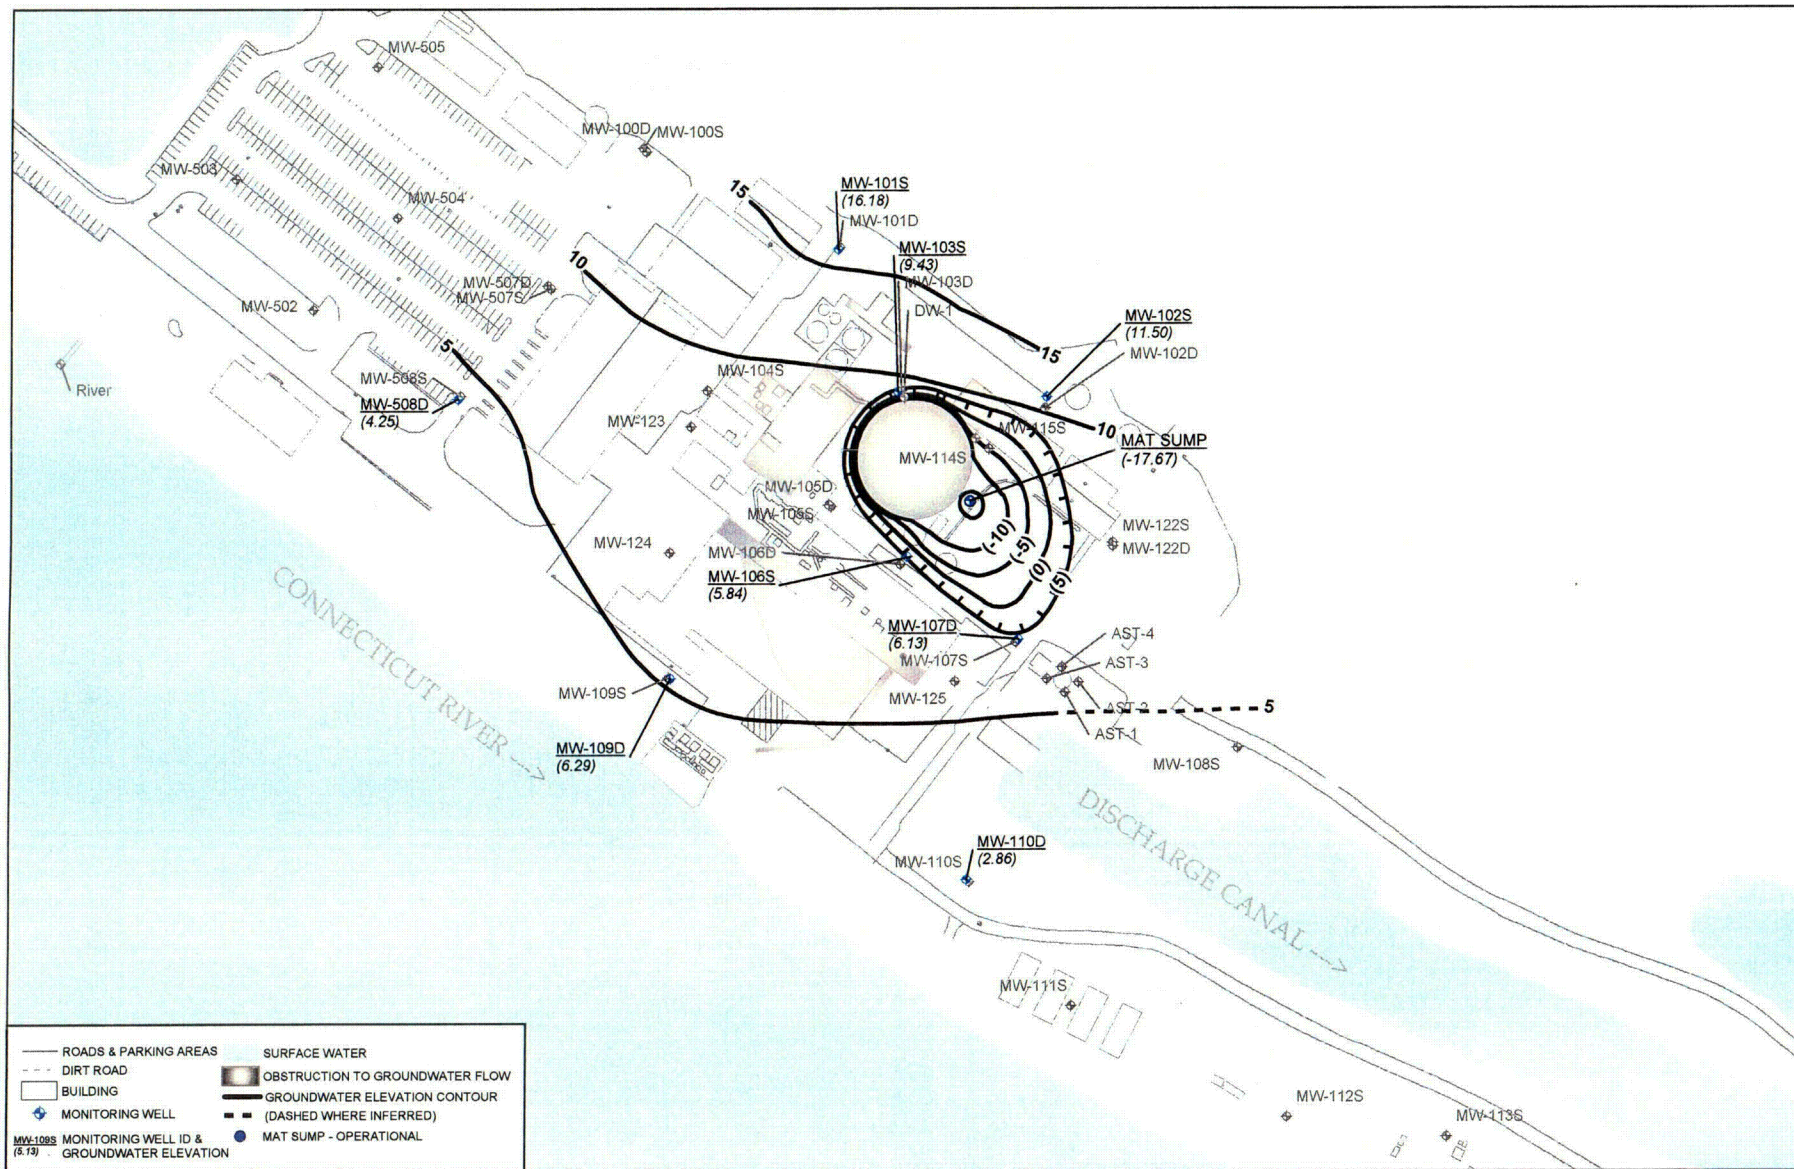 MW-505
MW-100D
MW-100S
MW-503
MW-504
15
MW-101S
(16.18)
MW-101D
MW-103S
(9.43)
MW-103D
DW-1
10
MW-507D
MW-507S
MW-502
MW-102S
(11.50)
MW-102D
15
5
River
MW-508S
MW-508D
(4.25)
MW-104S
MW-123
MW-115S
10
MAT SUMP
(-17.67)
MW-114S
MW-105D
MW-105S
MW-122S
MW-122D
MW-124
MW-106D
MW-106S
(5.84)
(-10)
(-5)
(0)
(5)
MW-107D
(6.13)
MW-107S
AST-4
AST-3
AST-2
AST-1
MW-125
5
MW-109S
MW-109D
(6.29)
MW-108S
CONNECTICUT RIVER --->
DISCHARGE CANAL --->
MW-110S
MW-110D
(2.86)
MW-111S
MW-112S
MW-113S
ROADS & PARKING AREAS
DIRT ROAD
BUILDING
MONITORING WELL
MW-109S
(5.13)
MONITORING WELL ID &
GROUNDWATER ELEVATION
SURFACE WATER
OBSTRUCTION TO GROUNDWATER FLOW
GROUNDWATER ELEVATION CONTOUR
(DASHED WHERE INFERRED)
MAT SUMP - OPERATIONAL